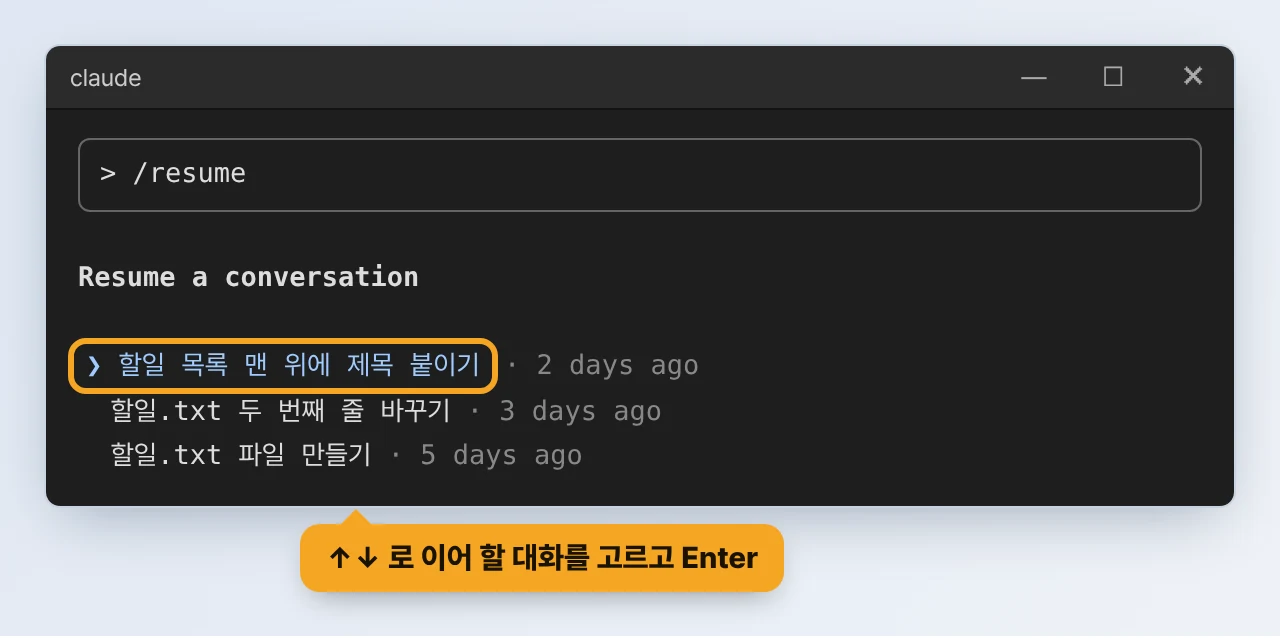 claude
> /resume
Resume a conversation
❯ 할일 목록 맨 위에 제목 붙이기 · 2 days ago
할일.txt 두 번째 줄 바꾸기 · 3 days ago
할일.txt 파일 만들기 · 5 days ago
↑↓ 로 이어 할 대화를 고르고 Enter